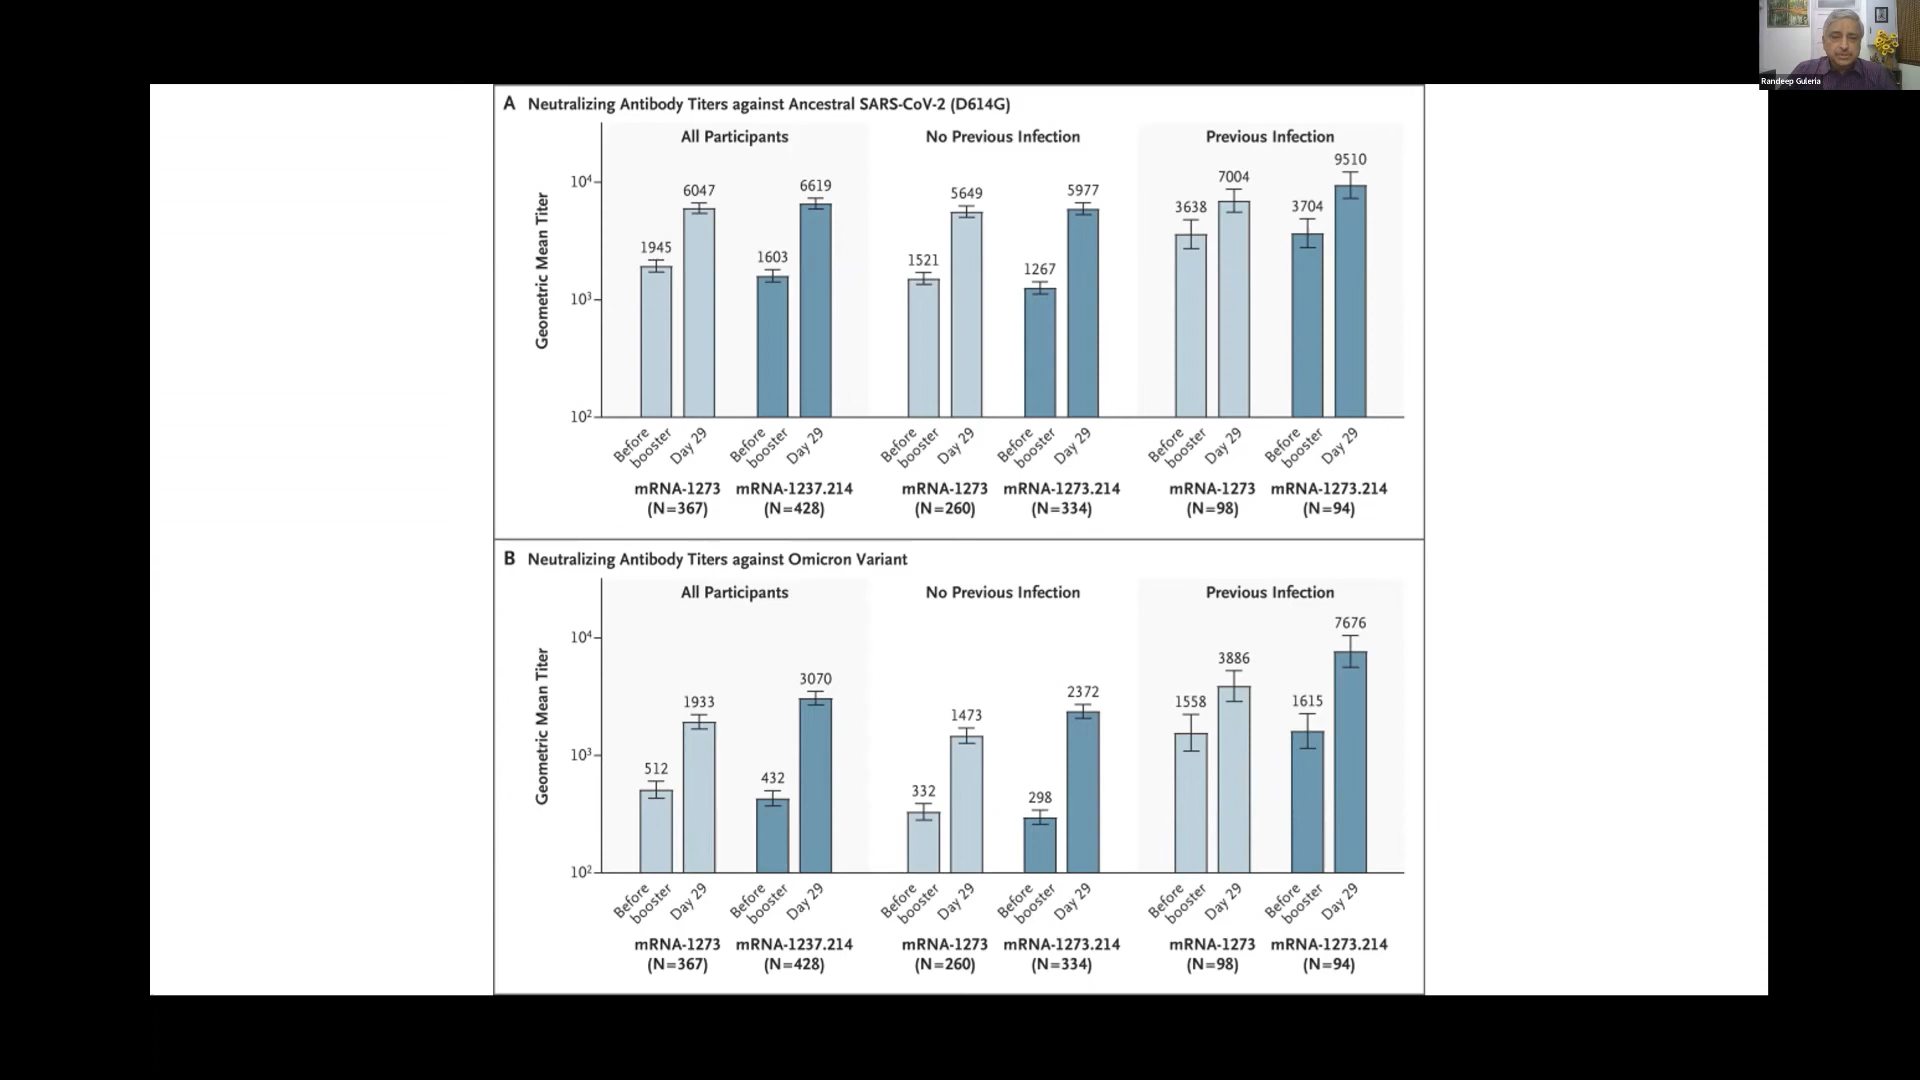 Randeep Guleria
A Neutralizing Antibody Titers against Ancestral SARS-CoV-2 (D614G)
All Participants
No Previous Infection
Previous Infection
Geometric Mean Titer
10⁴
10³
10²
1945
6047
1603
6619
1521
5649
1267
5977
3638
7004
3704
9510
Before booster
Day 29
Before booster
Day 29
Before booster
Day 29
Before booster
Day 29
Before booster
Day 29
Before booster
Day 29
mRNA-1273 (N=367)
mRNA-1237.214 (N=428)
mRNA-1273 (N=260)
mRNA-1273.214 (N=334)
mRNA-1273 (N=98)
mRNA-1273.214 (N=94)
B Neutralizing Antibody Titers against Omicron Variant
All Participants
No Previous Infection
Previous Infection
Geometric Mean Titer
10⁴
10³
10²
512
1933
432
3070
332
1473
298
2372
1558
3886
1615
7676
Before booster
Day 29
Before booster
Day 29
Before booster
Day 29
Before booster
Day 29
Before booster
Day 29
Before booster
Day 29
mRNA-1273 (N=367)
mRNA-1237.214 (N=428)
mRNA-1273 (N=260)
mRNA-1273.214 (N=334)
mRNA-1273 (N=98)
mRNA-1273.214 (N=94)